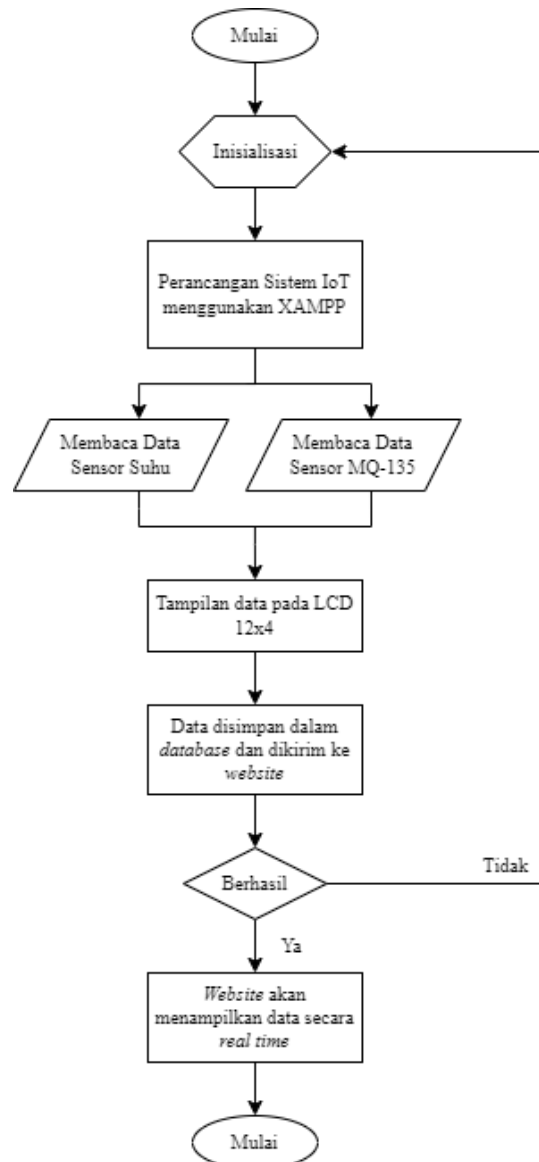 Mulai
Inisialisasi
Perancangan Sistem IoT
menggunakan XAMPP
Membaca Data
Sensor Suhu
Membaca Data
Sensor MQ-135
Tampilan data pada LCD
12x4
Data disimpan dalam
database dan dikirim ke
website
Berhasil
Tidak
Ya
Website akan
menampilkan data secara
real time
Mulai